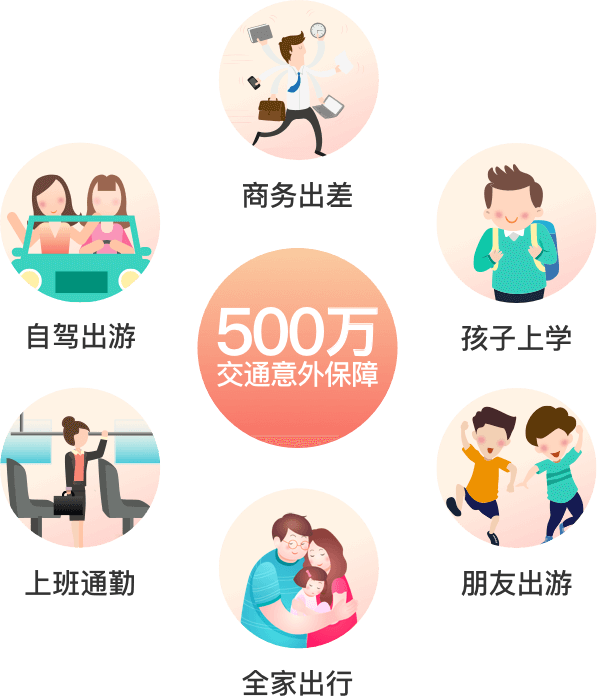 商务出差
自驾出游
孩子上学
500万
交通意外保障
上班通勤
朋友出游
全家出行